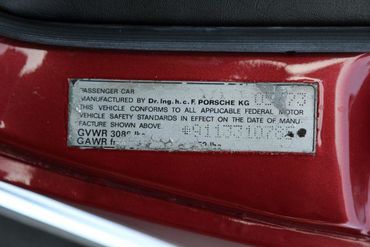 PASSENGER CAR
MANUFACTURED BY Dr. Ing. h. c. F. PORSCHE KG
THIS VEHICLE CONFORMS TO ALL APPLICABLE FEDERAL MOTOR
VEHICLE SAFETY STANDARDS IN EFFECT ON THE DATE OF MANU-
FACTURE SHOWN ABOVE.
GVWR
GAWR fr